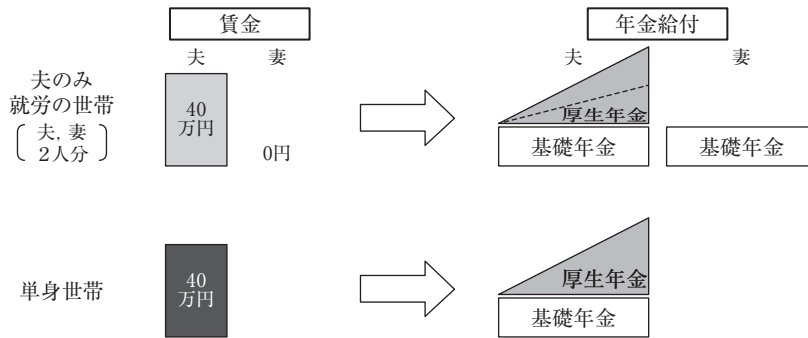 賃金
年金給付
夫
妻
夫
妻
夫のみ
就労の世帯
夫, 妻
2人分
40
万円
0円
厚生年金
基礎年金
基礎年金
単身世帯
40
万円
厚生年金
基礎年金